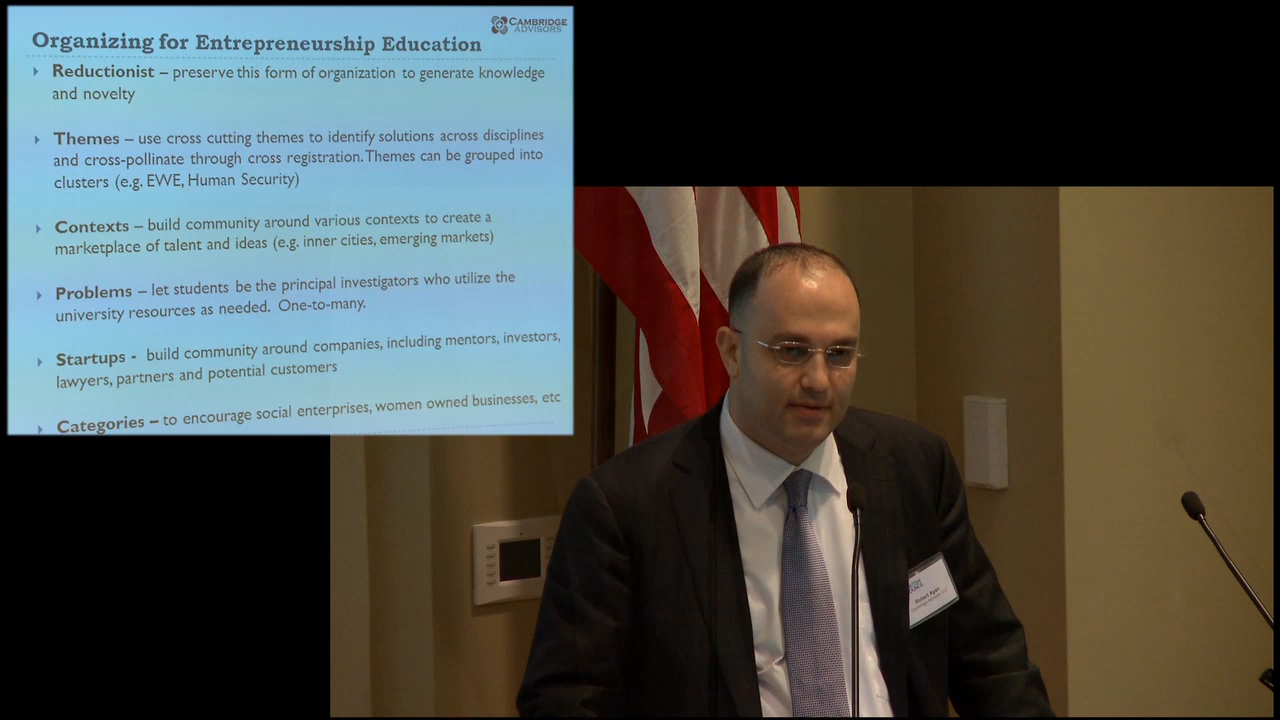 CAMBRIDGE
ADVISORS
Organizing for Entrepreneurship Education
Reductionist – preserve this form of organization to generate knowledge
and novelty
Themes – use cross cutting themes to identify solutions across disciplines
and cross-pollinate through cross registration. Themes can be grouped into
clusters (e.g. EWE, Human Security)
Contexts – build community around various contexts to create a
marketplace of talent and ideas (e.g. inner cities, emerging markets)
Problems – let students be the principal investigators who utilize the
university resources as needed. One-to-many.
Startups - build community around companies, including mentors, investors,
lawyers, partners and potential customers
Categories – to encourage social enterprises, women owned businesses, etc
Robert